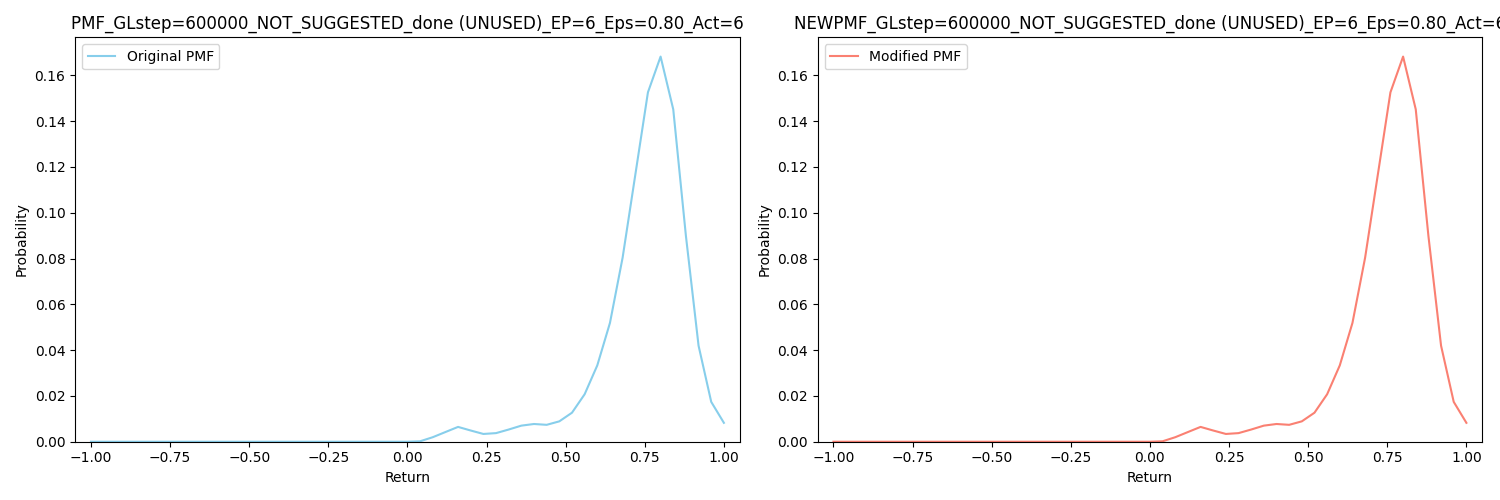 PMF_GLstep=600000_NOT_SUGGESTED_done (UNUSED)_EP=6_Eps=0.80_Act=6
Original PMF
Probability
0.16
0.14
0.12
0.10
0.08
0.06
0.04
0.02
0.00
−1.00 −0.75 −0.50 −0.25 0.00 0.25 0.50 0.75 1.00
Return
NEWPMF_GLstep=600000_NOT_SUGGESTED_done (UNUSED)_EP=6_Eps=0.80_Act=6
Modified PMF
Probability
0.16
0.14
0.12
0.10
0.08
0.06
0.04
0.02
0.00
−1.00 −0.75 −0.50 −0.25 0.00 0.25 0.50 0.75 1.00
Return